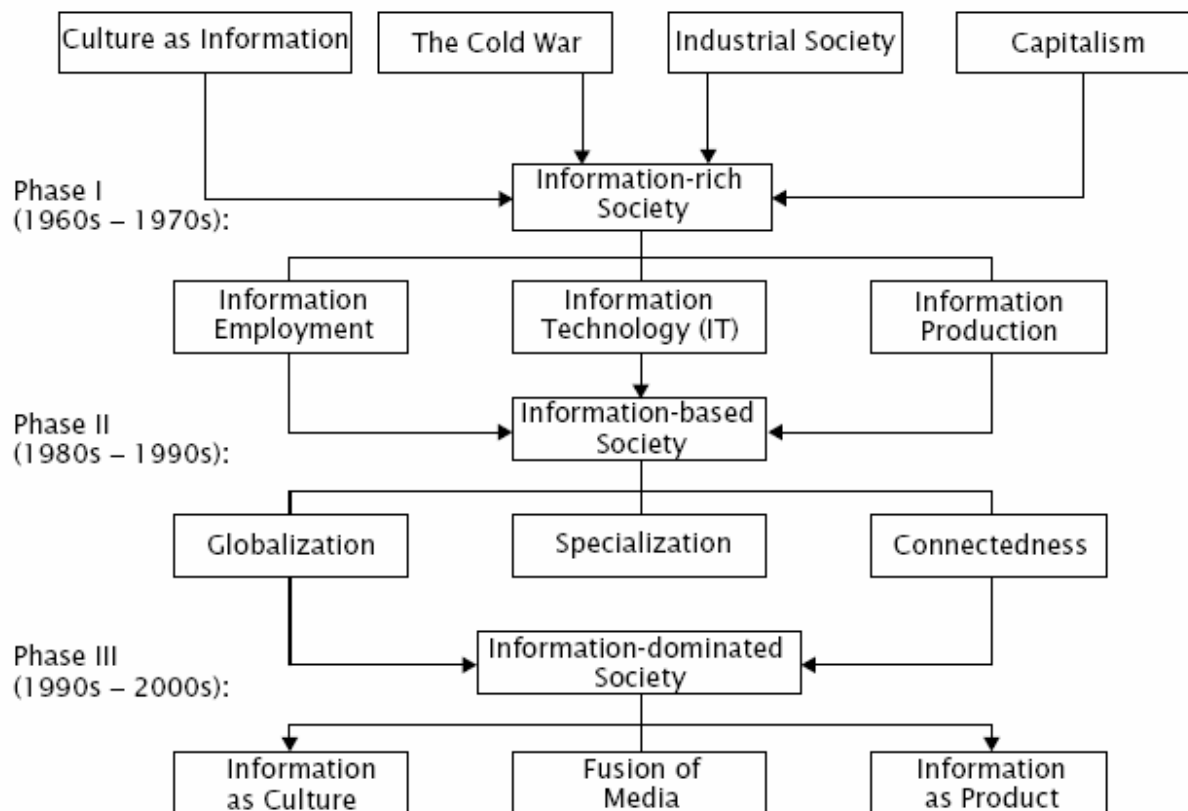 Culture as Information
The Cold War
Industrial Society
Capitalism
Phase I
(1960s – 1970s):
Information-rich
Society
Information
Employment
Information
Technology (IT)
Information
Production
Phase II
(1980s – 1990s):
Information-based
Society
Globalization
Specialization
Connectedness
Phase III
(1990s – 2000s):
Information-dominated
Society
Information
as Culture
Fusion of
Media
Information
as Product